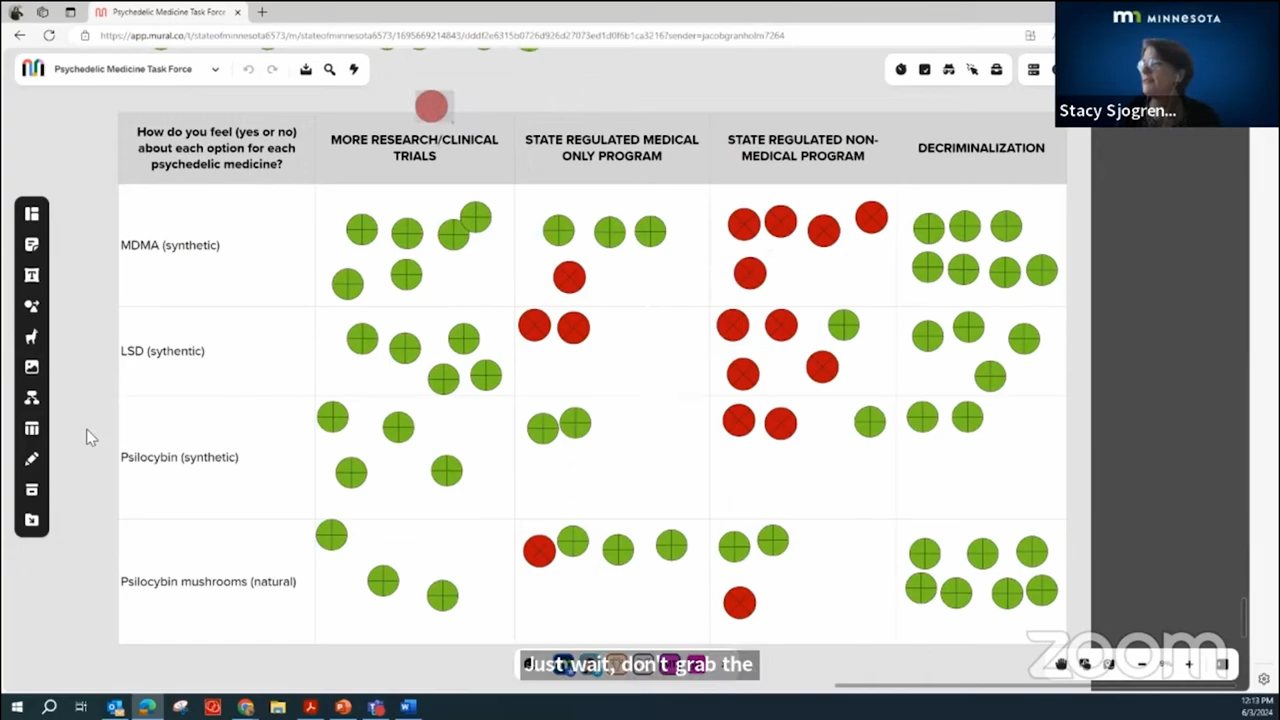 Psychedelic Medicine Task Force
https://app.mural.co/t/stateofminnesota6573/m/stateofminnesota6573/1695669214843/dddf2e6315b0726d926d27073ed1d0f6b1ca3216?sender=jacobgranholm7264
MINNESOTA
Stacy Sjogren...
Psychedelic Medicine Task Force
How do you feel (yes or no)
about each option for each
psychedelic medicine?
MORE RESEARCH/CLINICAL
TRIALS
STATE REGULATED MEDICAL
ONLY PROGRAM
STATE REGULATED NON-
MEDICAL PROGRAM
DECRIMINALIZATION
MDMA (synthetic)
LSD (sythentic)
Psilocybin (synthetic)
Psilocybin mushrooms (natural)
Just wait, don't grab the
zoom
12:13 PM
6/3/2024